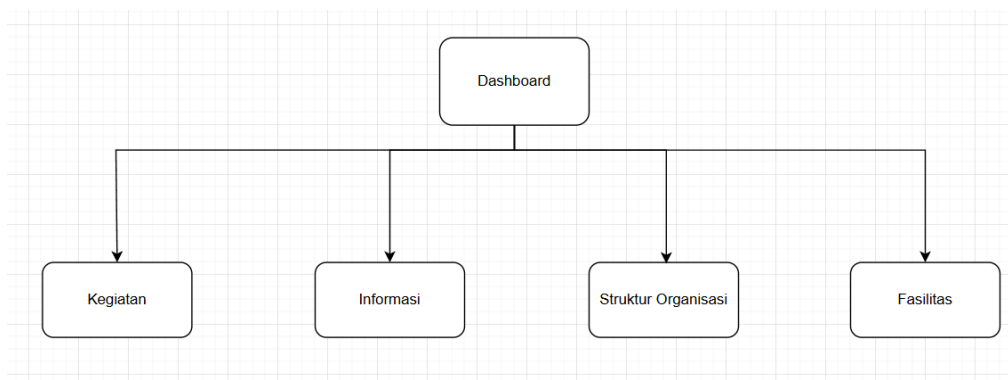 Dashboard
Kegiatan
Informasi
Struktur Organisasi
Fasilitas